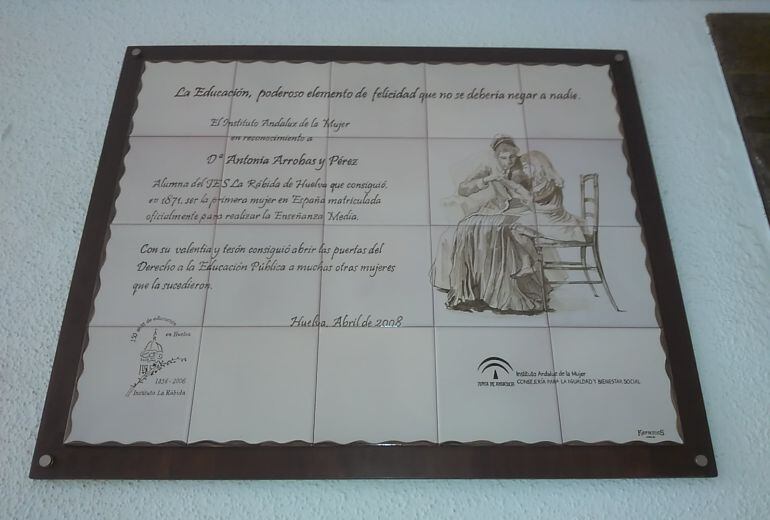 La Educación, poderoso elemento de felicidad que no se debería negar a nadie.
El Instituto Andaluz de la Mujer
en reconocimiento a
Dª Antonia Arrobas y Pérez
Alumna del IES La Rábida de Huelva que consiguió,
en 1871, ser la primera mujer en España matriculada
oficialmente para realizar la Enseñanza Media.
Con su valentía y tesón consiguió abrir las puertas del
Derecho a la Educación Pública a muchas otras mujeres
que la sucedieron.
Huelva, Abril de 2008
150 años de educación
en Huelva
1856 - 2006
Instituto La Rábida
JUNTA DE ANDALUCIA
Instituto Andaluz de la Mujer
CONSEJERÍA PARA LA IGUALDAD Y BIENESTAR SOCIAL